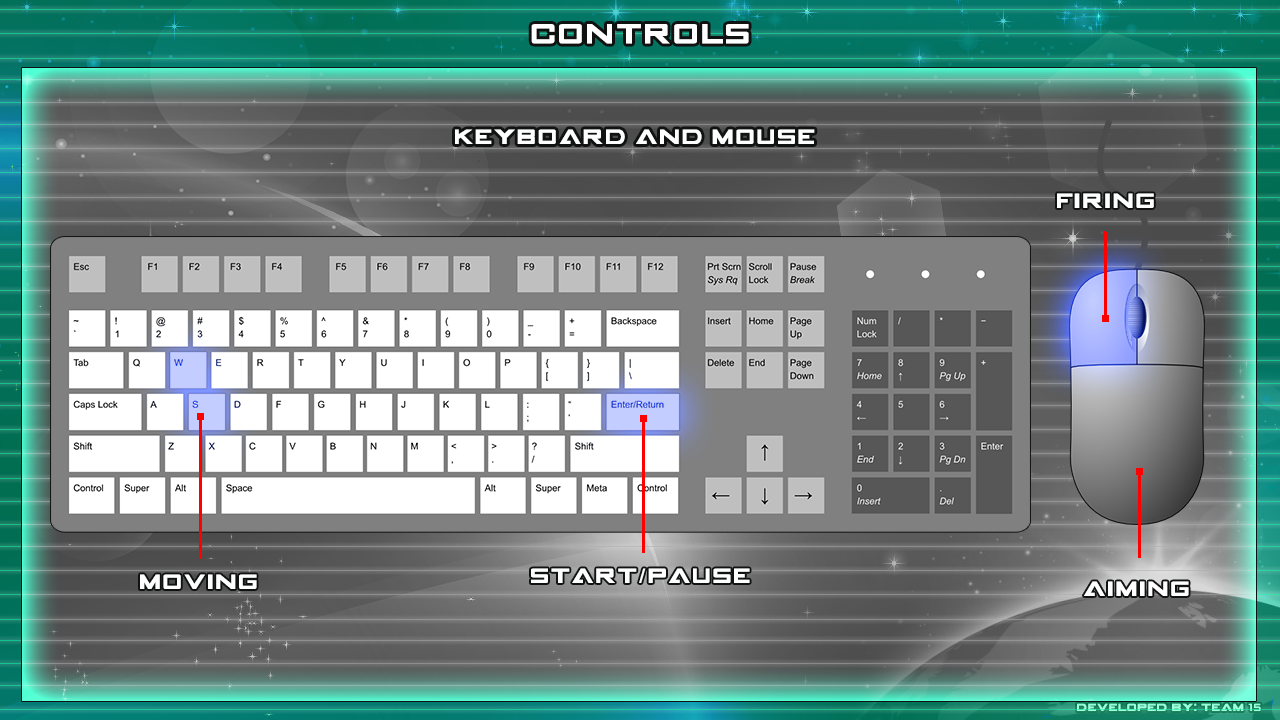 CONTROLS
KEYBOARD AND MOUSE
FIRING
Esc F1 F2 F3 F4 F5 F6 F7 F8 F9 F10 F11 F12 Prt Scrn Scroll Pause
Sys Rq Lock Break
~ ! @ # $ % ^ & * ( ) _ + Backspace Insert Home Page Num / * −
` 1 2 3 4 5 6 7 8 9 0 - = Up Lock
Tab Q W E R T Y U I O P { } | Delete End Page 7 8 9 +
[ ] \ Down Home ↑ Pg Up
Caps Lock A S D F G H J K L : " Enter/Return 4 5 6
; ' ← →
Shift Z X C V B N M < > ? Shift ↑ 1 2 3 Enter
, . / End ↓ Pg Dn
Control Super Alt Space Alt Super Meta Control ← ↓ → 0 .
Insert Del
MOVING
START/PAUSE
AIMING
DEVELOPED BY: TEAM 15